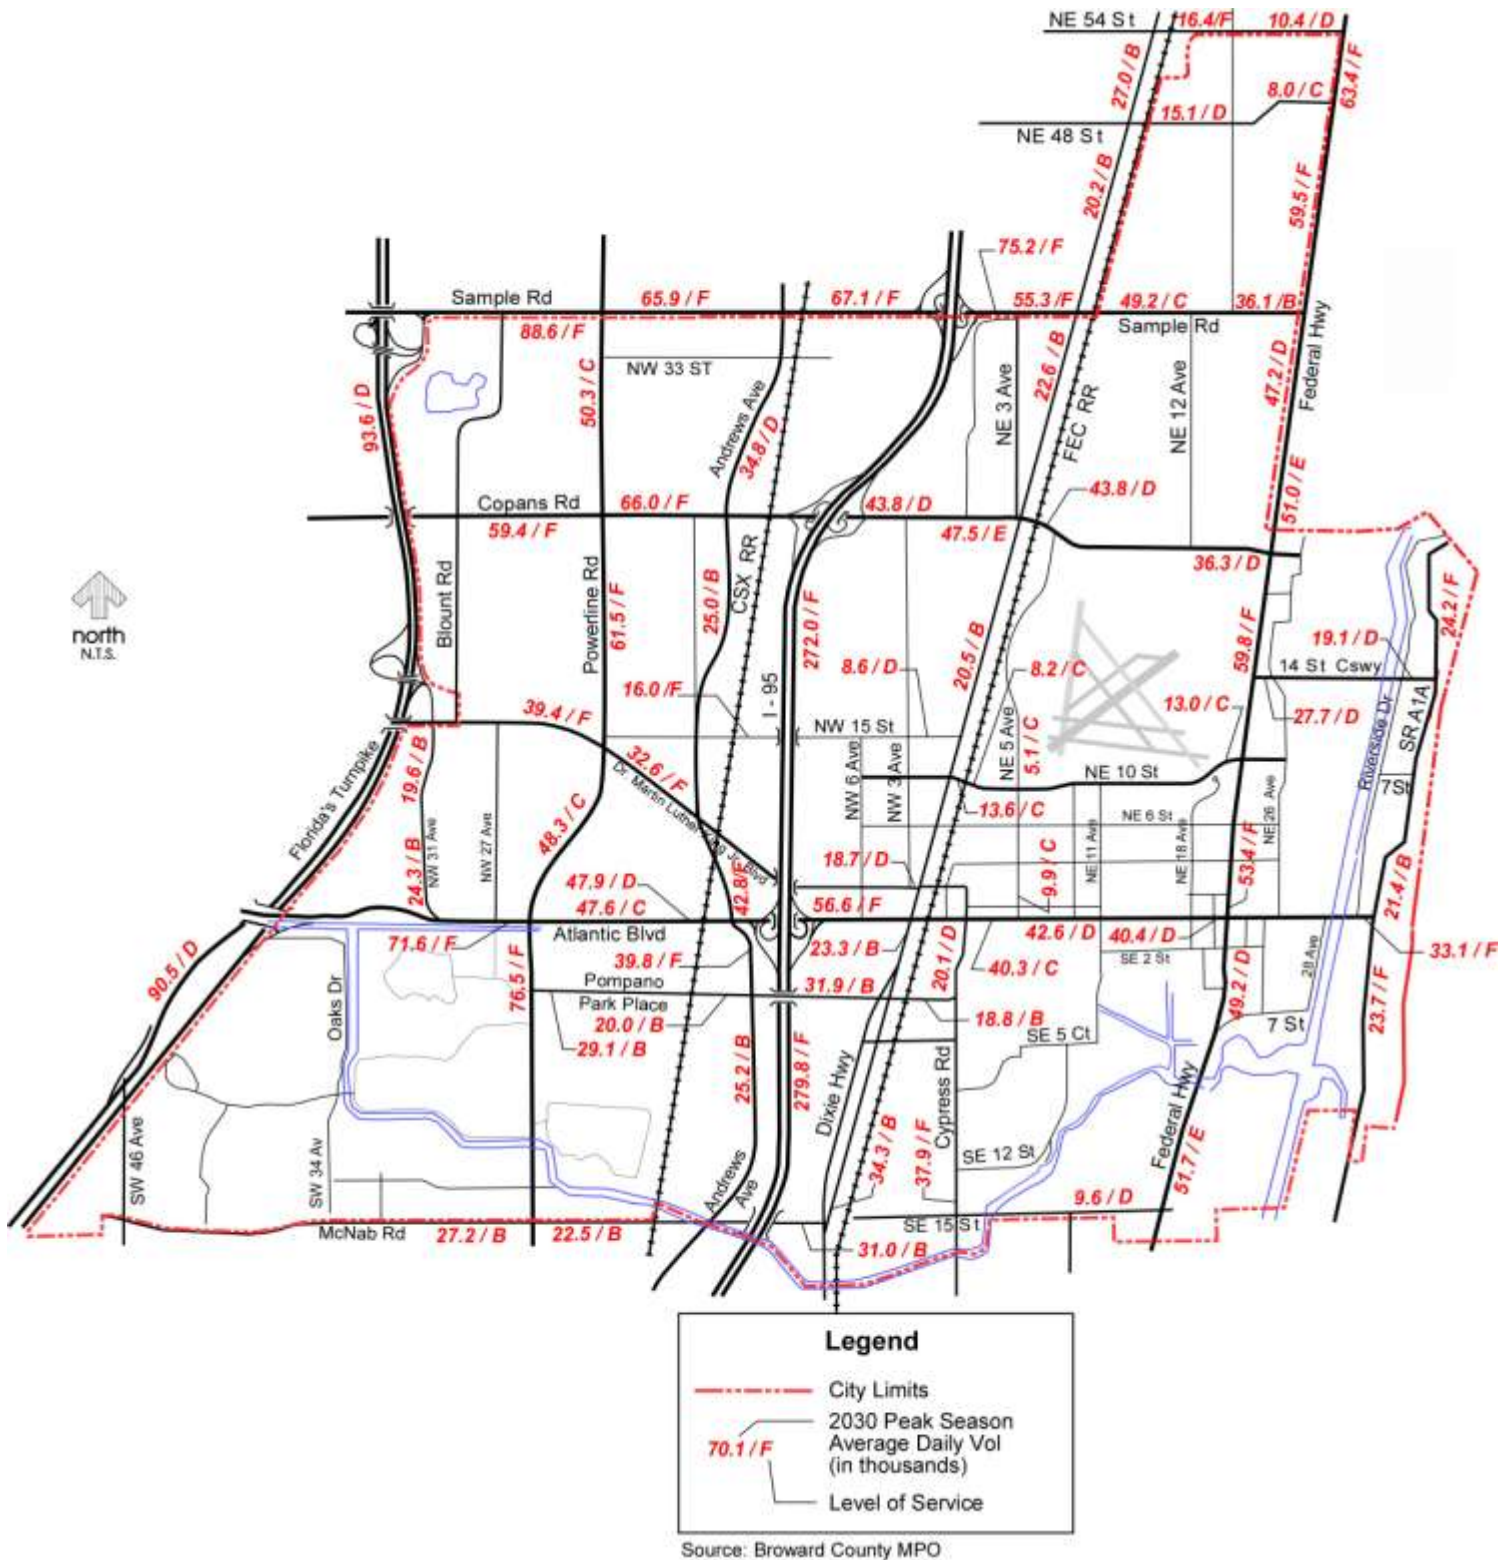 NE 54 St
16.4/F
10.4 / D
27.0 / B
63.4 / F
8.0 / C
15.1 / D
NE 48 St
20.2 / B
59.5 / F
75.2 / F
Sample Rd
65.9 / F
67.1 / F
55.3 /F
49.2 / C
36.1 /B
88.6 / F
Sample Rd
Federal Hwy
NW 33 ST
50.3 / C
22.6 / B
47.2 / D
93.6 / D
Andrews Ave
34.8 / D
NE 3 Ave
FEC RR
NE 12 Ave
51.0 / E
43.8 / D
Copans Rd
66.0 / F
43.8 / D
59.4 / F
47.5 / E
36.3 / D
north
N.T.S.
Blount Rd
Powerline Rd
61.5 / F
25.0 / B
CSX RR
272.0 / F
20.5 / B
59.8 / F
24.2 / F
19.1 / D
14 St Cswy
8.6 / D
8.2 / C
16.0 /F
I - 95
13.0 / C
27.7 / D
Riverside Dr
SR A1A
39.4 / F
NW 15 St
NE 5 Ave
5.1 / C
32.6 / F
Dr. Martin Luther King Jr. Blvd
NW 6 Ave
NW 3 Ave
NE 10 St
7St
Florida's Turnpike
19.6 / B
13.6 / C
NE 6 St
NE 26 Ave
48.3 / C
NW 31 Ave
NW 27 Ave
24.3 / B
42.8/F
18.7 / D
9.9 / C
NE 11 Ave
NE 18 Ave
53.4 / F
47.9 / D
47.6 / C
56.6 / F
21.4 / B
71.6 / F
Atlantic Blvd
42.6 / D
40.4 / D
33.1 / F
39.8 / F
23.3 / B
20.1 / D
40.3 / C
SE 2 St
28 Ave
90.5 / D
Oaks Dr
76.5 / F
Pompano
Park Place
31.9 / B
49.2 / D
23.7 / F
20.0 / B
18.8 / B
7 St
29.1 / B
SE 5 Ct
25.2 / B
279.8 / F
Dixie Hwy
Cypress Rd
Federal Hwy
SW 46 Ave
SW 34 Av
34.3 / B
37.9 / F
SE 12 St
51.7 / E
Andrews
Ave
9.6 / D
McNab Rd
27.2 / B
22.5 / B
SE 15 St
31.0 / B
Legend
City Limits
2030 Peak Season
Average Daily Vol
(in thousands)
70.1 / F
Level of Service
Source: Broward County MPO